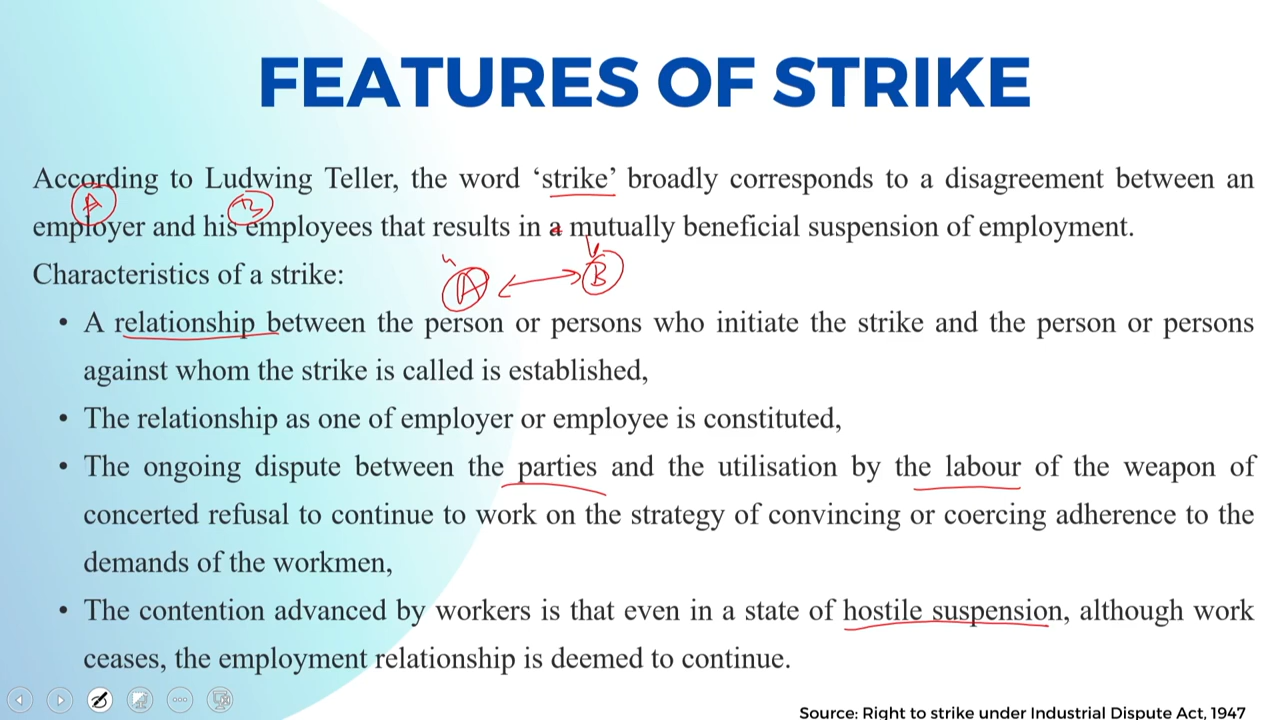 FEATURES OF STRIKE
According to Ludwing Teller, the word ‘strike’ broadly corresponds to a disagreement between an
A B
employer and his employees that results in a mutually beneficial suspension of employment.
Characteristics of a strike:
A B
• A relationship between the person or persons who initiate the strike and the person or persons
against whom the strike is called is established,
• The relationship as one of employer or employee is constituted,
• The ongoing dispute between the parties and the utilisation by the labour of the weapon of
concerted refusal to continue to work on the strategy of convincing or coercing adherence to the
demands of the workmen,
• The contention advanced by workers is that even in a state of hostile suspension, although work
ceases, the employment relationship is deemed to continue.
Source: Right to strike under Industrial Dispute Act, 1947